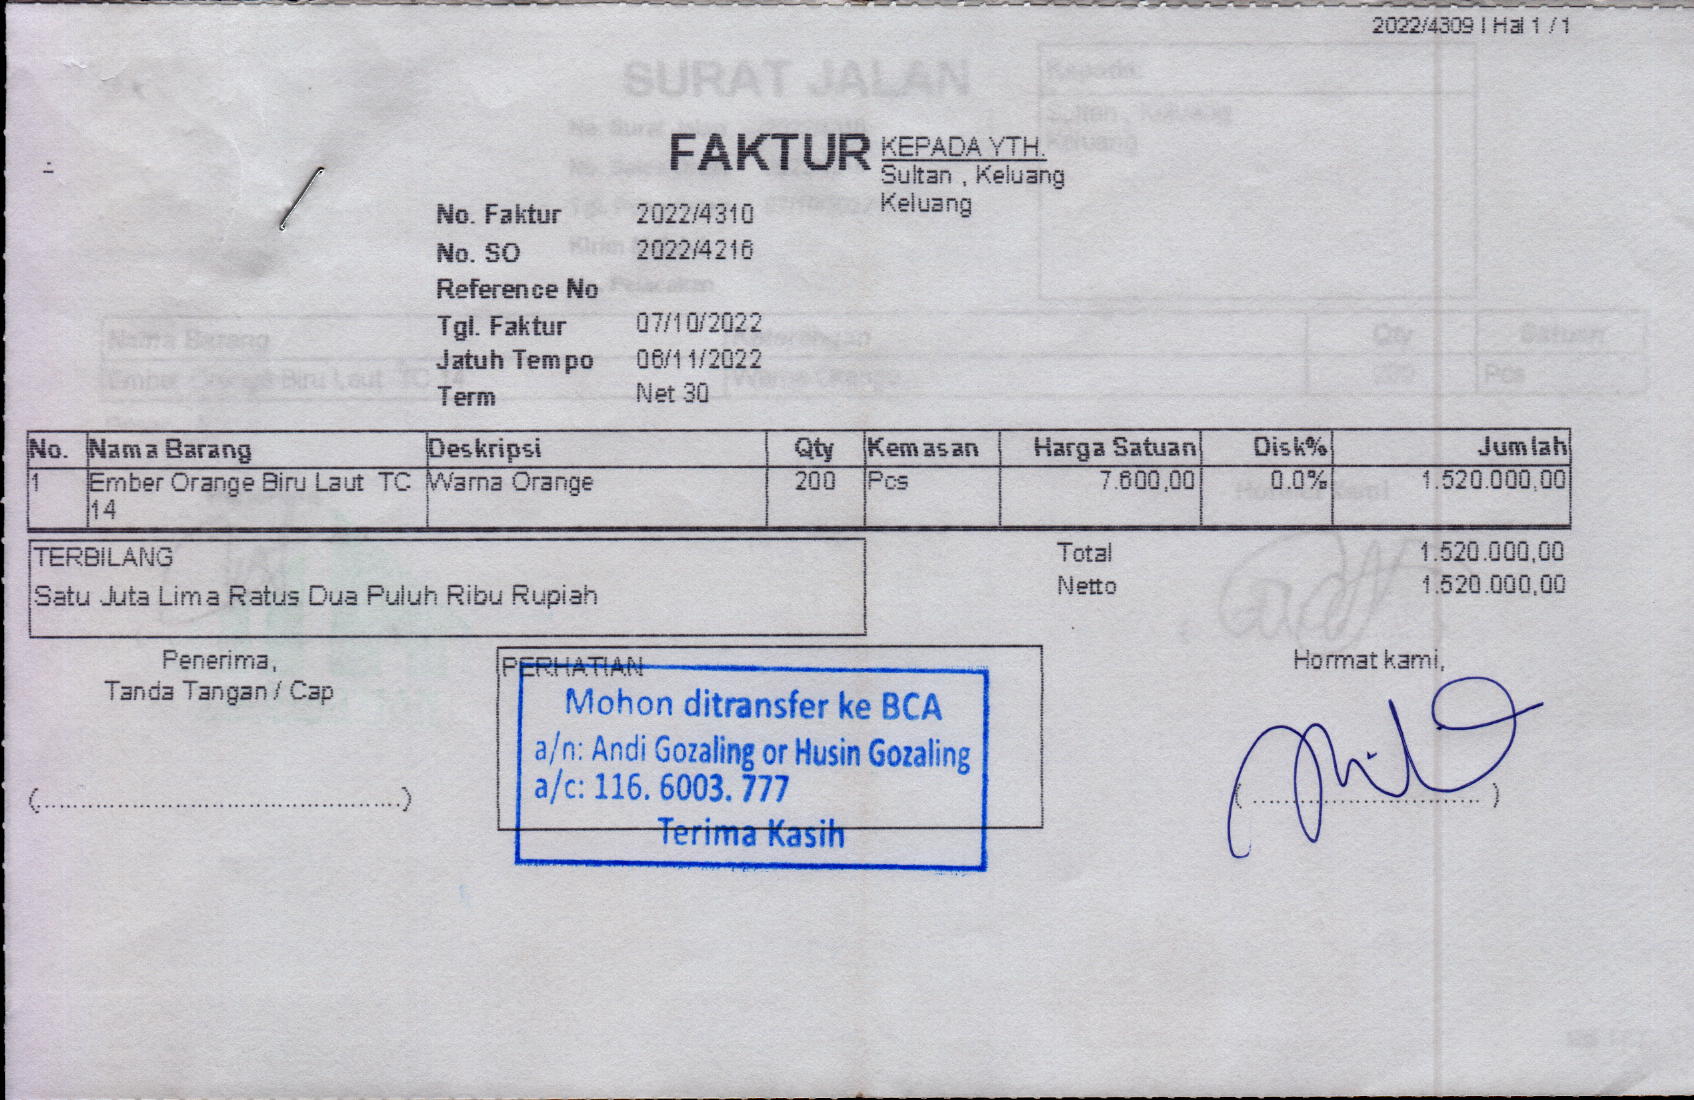 2022/4309 | Hal 1 / 1
SURAT JALAN
FAKTUR
KEPADA YTH.
Sultan , Keluang
Keluang
No. Faktur 2022/4310
No. SO 2022/4216
Reference No
Tgl. Faktur 07/10/2022
Jatuh Tempo 06/11/2022
Term Net 30
No. Nama Barang Deskripsi Qty Kemasan Harga Satuan Disk% Jumlah
1 Ember Orange Biru Laut TC Warna Orange 200 Pcs 7.600,00 0.0% 1.520.000,00
14
TERBILANG
Satu Juta Lima Ratus Dua Puluh Ribu Rupiah
Total 1.520.000,00
Netto 1.520.000,00
Penerima,
Tanda Tangan / Cap
(............................................)
PERHATIAN
Mohon ditransfer ke BCA
a/n: Andi Gozaling or Husin Gozaling
a/c: 116. 6003. 777
Terima Kasih
Hormat kami,
(............................)